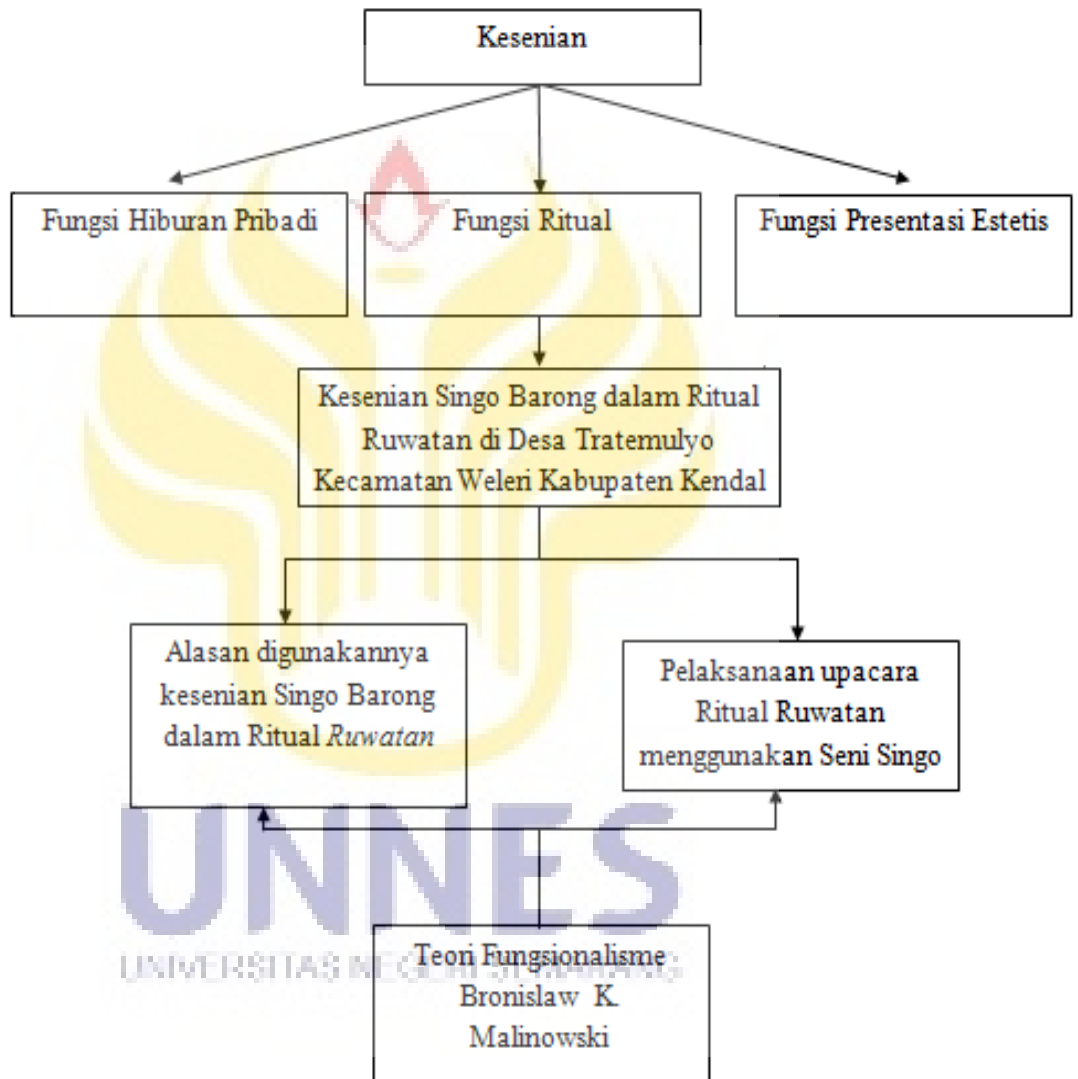 Kesenian
Fungsi Hiburan Pribadi
Fungsi Ritual
Fungsi Presentasi Estetis
Kesenian Singo Barong dalam Ritual
Ruwatan di Desa Tratemulyo
Kecamatan Weleri Kabupaten Kendal
Alasan digunakannya
kesenian Singo Barong
dalam Ritual Ruwatan
Pelaksanaan upacara
Ritual Ruwatan
menggunakan Seni Singo
UNNES
UNIVERSITAS NEGERI SEMARANG
Teori Fungsionalisme
Bronislaw K.
Malinowski